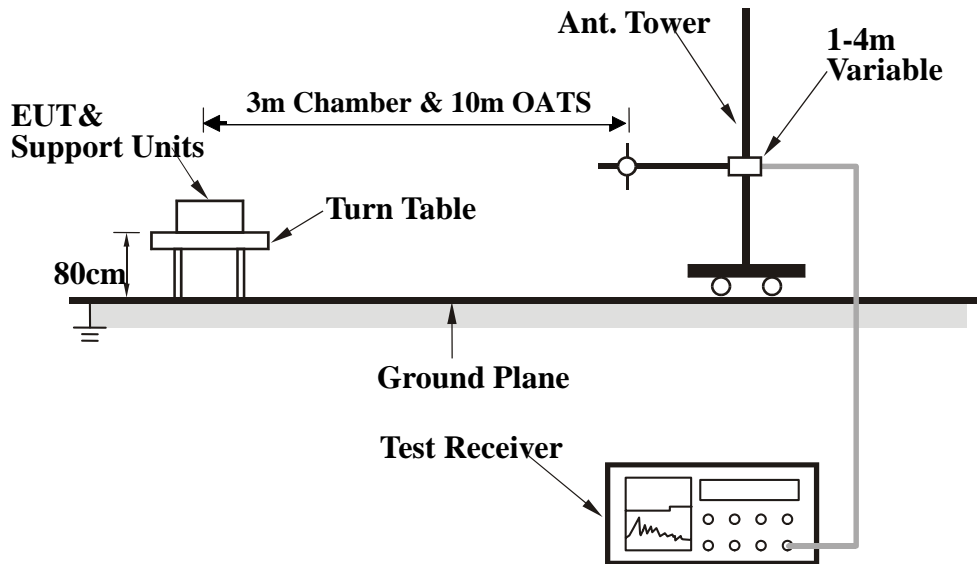 Ant. Tower
1-4m
Variable
3m Chamber & 10m OATS
EUT&
Support Units
Turn Table
80cm
Ground Plane
Test Receiver